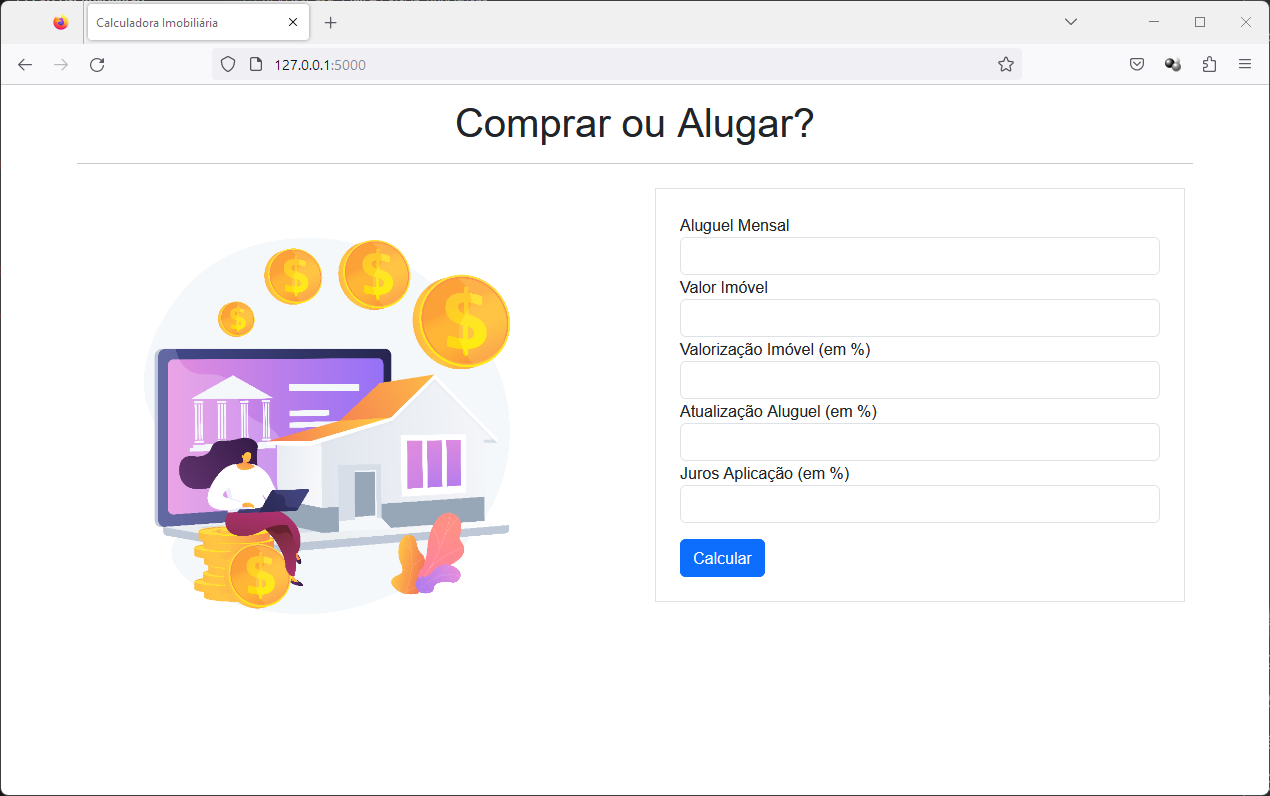 Calculadora Imobiliária
127.0.0.1:5000
Comprar ou Alugar?
$
$
$
$
$
Aluguel Mensal
Valor Imóvel
Valorização Imóvel (em %)
Atualização Aluguel (em %)
Juros Aplicação (em %)
Calcular